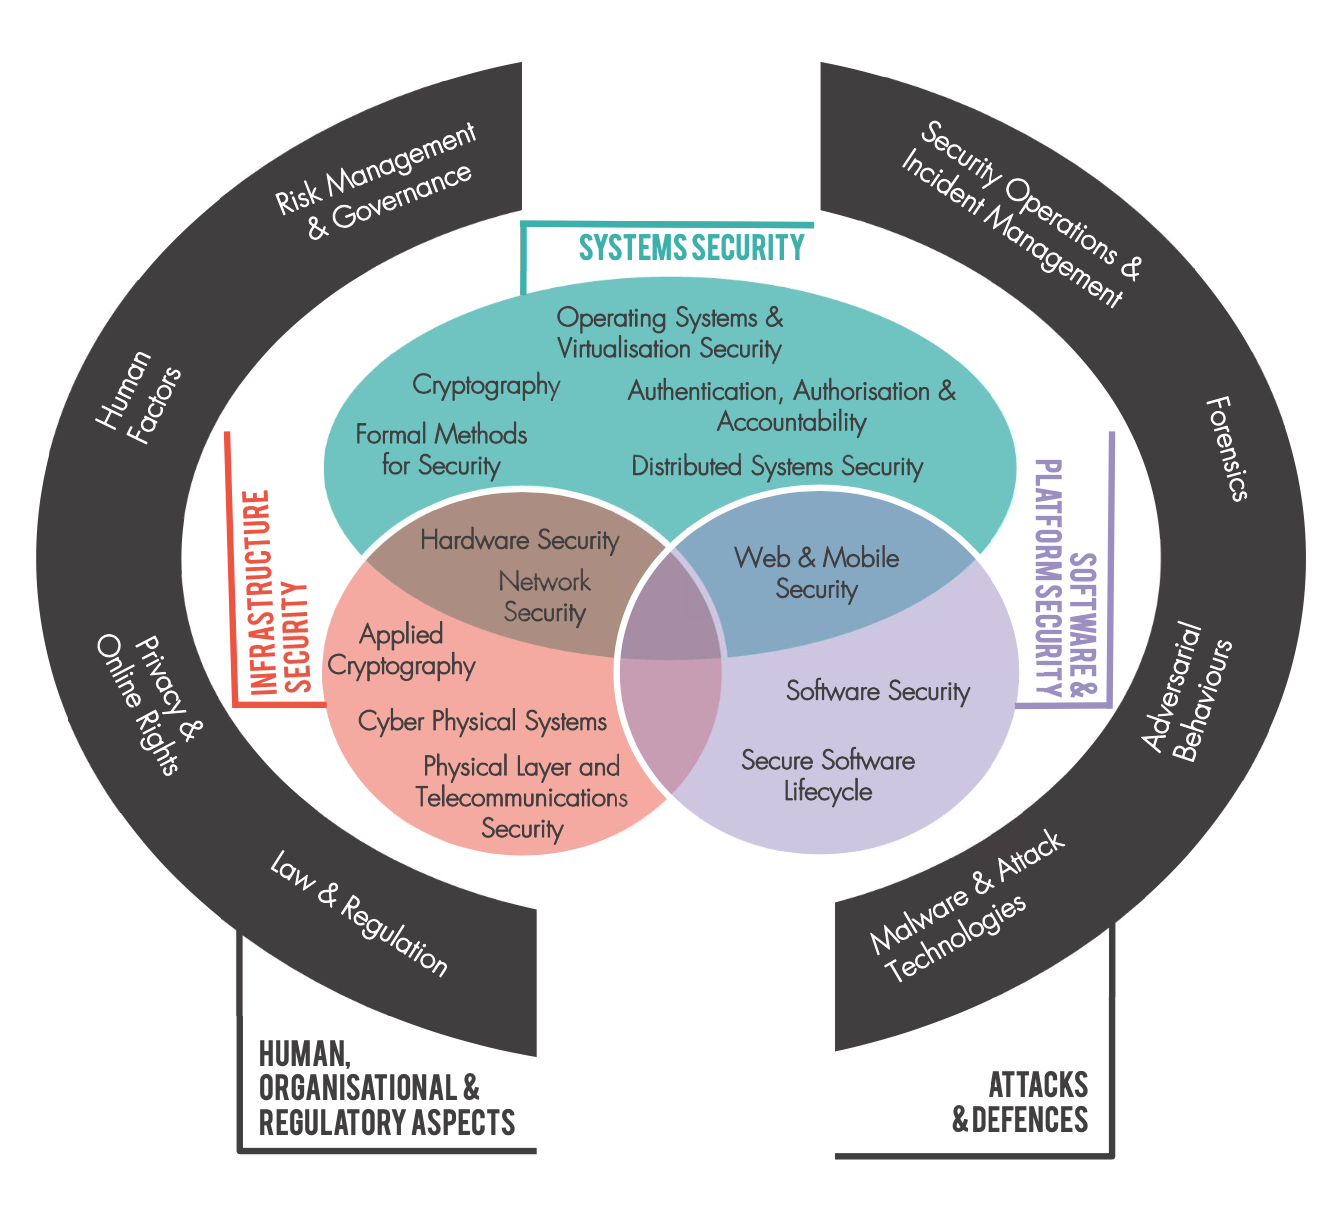 Risk Management
& Governance
Human
Factors
Privacy &
Online Rights
Law & Regulation
HUMAN,
ORGANISATIONAL &
REGULATORY ASPECTS
SYSTEMS SECURITY
Operating Systems &
Virtualisation Security
Cryptography
Authentication, Authorisation &
Accountability
Formal Methods
for Security
Distributed Systems Security
INFRASTRUCTURE
SECURITY
Hardware Security
Network
Security
Applied
Cryptography
Cyber Physical Systems
Physical Layer and
Telecommunications
Security
Web & Mobile
Security
SOFTWARE &
PLATFORM SECURITY
Software Security
Secure Software
Lifecycle
Security Operations &
Incident Management
Forensics
Adversarial
Behaviours
Malware & Attack
Technologies
ATTACKS
& DEFENCES